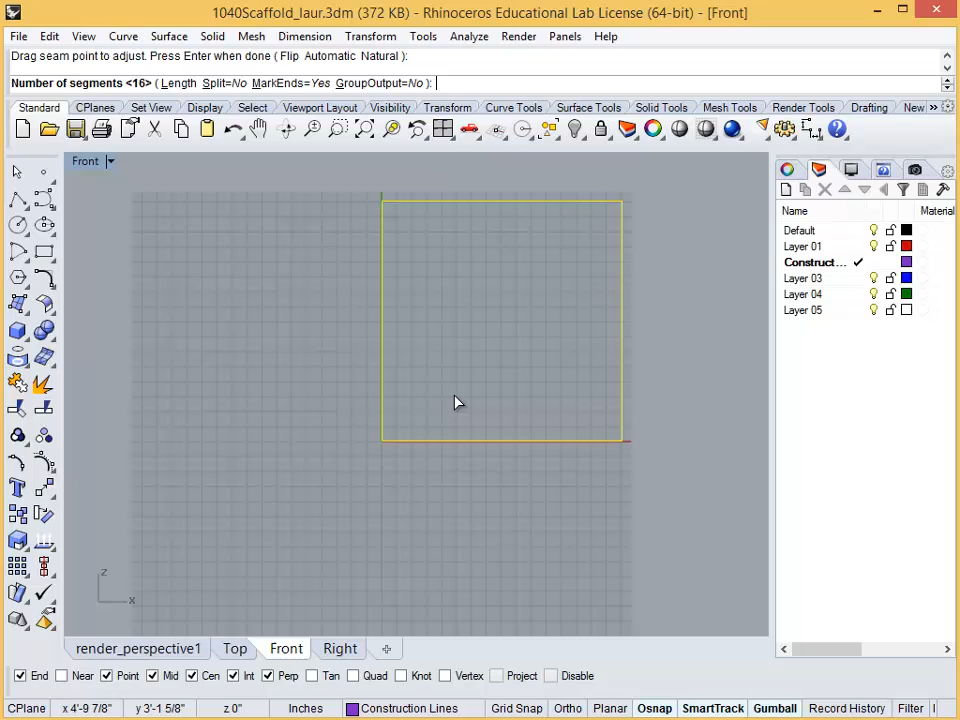 1040Scaffold_laur.3dm (372 KB) - Rhinoceros Educational Lab License (64-bit) - [Front]
File Edit View Curve Surface Solid Mesh Dimension Transform Tools Analyze Render Panels Help
Drag seam point to adjust. Press Enter when done ( Flip Automatic Natural ):
Number of segments <16> ( Length Split=No MarkEnds=Yes GroupOutput=No ):
Standard CPlanes Set View Display Select Viewport Layout Visibility Transform Curve Tools Surface Tools Solid Tools Mesh Tools Render Tools Drafting New »
Front
Name Material
Default
Layer 01
Construct...
Layer 03
Layer 04
Layer 05
z
x
render_perspective1 Top Front Right
End Near Point Mid Cen Int Perp Tan Quad Knot Vertex Project Disable
CPlane x 4'-9 7/8" y 3'-1 5/8" z 0" Inches Construction Lines Grid Snap Ortho Planar Osnap SmartTrack Gumball Record History Filter